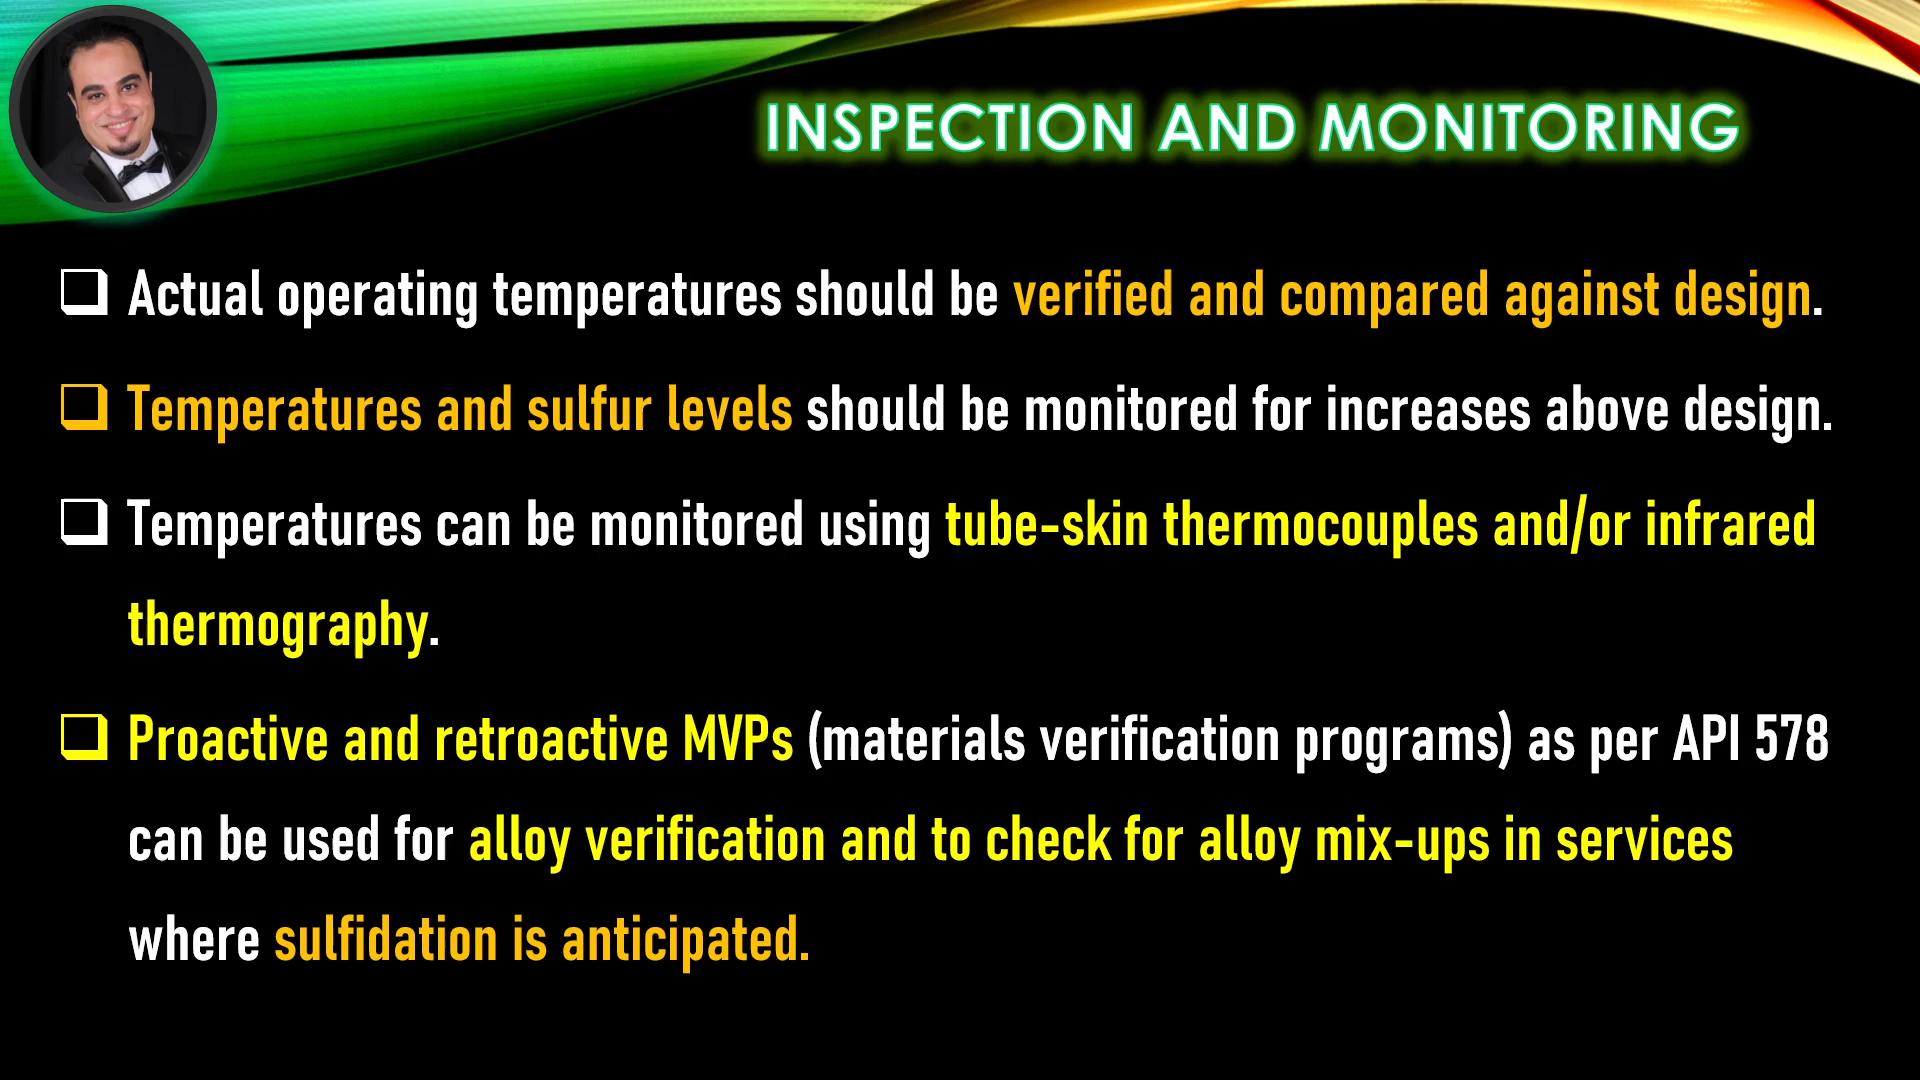 INSPECTION AND MONITORING
Actual operating temperatures should be verified and compared against design.
Temperatures and sulfur levels should be monitored for increases above design.
Temperatures can be monitored using tube-skin thermocouples and/or infrared
thermography.
Proactive and retroactive MVPs (materials verification programs) as per API 578
can be used for alloy verification and to check for alloy mix-ups in services
where sulfidation is anticipated.